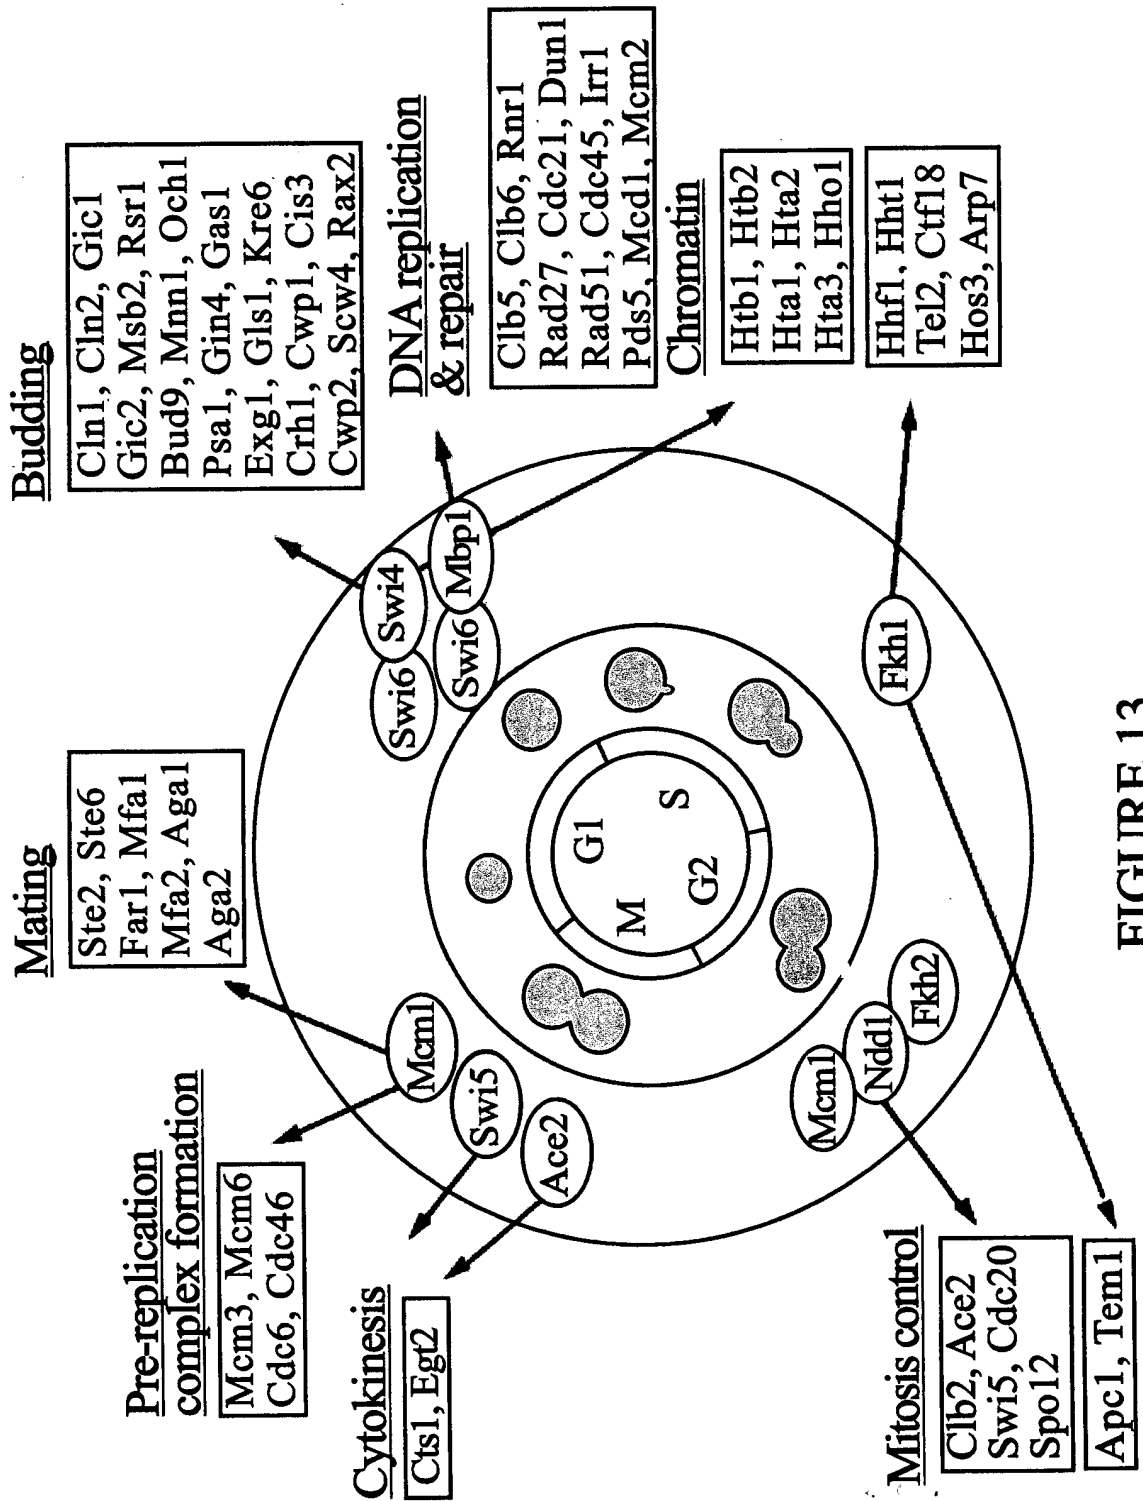 Pre-replication
complex formation
Mcm3, Mcm6
Cdc6, Cdc46
Mating
Ste2, Ste6
Far1, Mfa1
Mfa2, Aga1
Aga2
Budding
Cln1, Cln2, Gic1
Gic2, Msb2, Rsr1
Bud9, Mnn1, Och1
Psa1, Gin4, Gas1
Exg1, Gls1, Kre6
Crh1, Cwp1, Cis3
Cwp2, Scw4, Rax2
Cytokinesis
Cts1, Egt2
DNA replication
& repair
Clb5, Clb6, Rnr1
Rad27, Cdc21, Dun1
Rad51, Cdc45, Irr1
Pds5, Mcd1, Mcm2
Chromatin
Htb1, Htb2
Hta1, Hta2
Hta3, Hho1
Hhf1, Hht1
Tel2, Ctf18
Hos3, Arp7
Mitosis control
Clb2, Ace2
Swi5, Cdc20
Spo12
Apc1, Tem1
Mcm1
Swi5
Ace2
Swi6
Swi4
Swi6
Mbp1
Mcm1
Ndd1
Fkh2
Fkh1
M
G1
G2
S
FIGURE 13